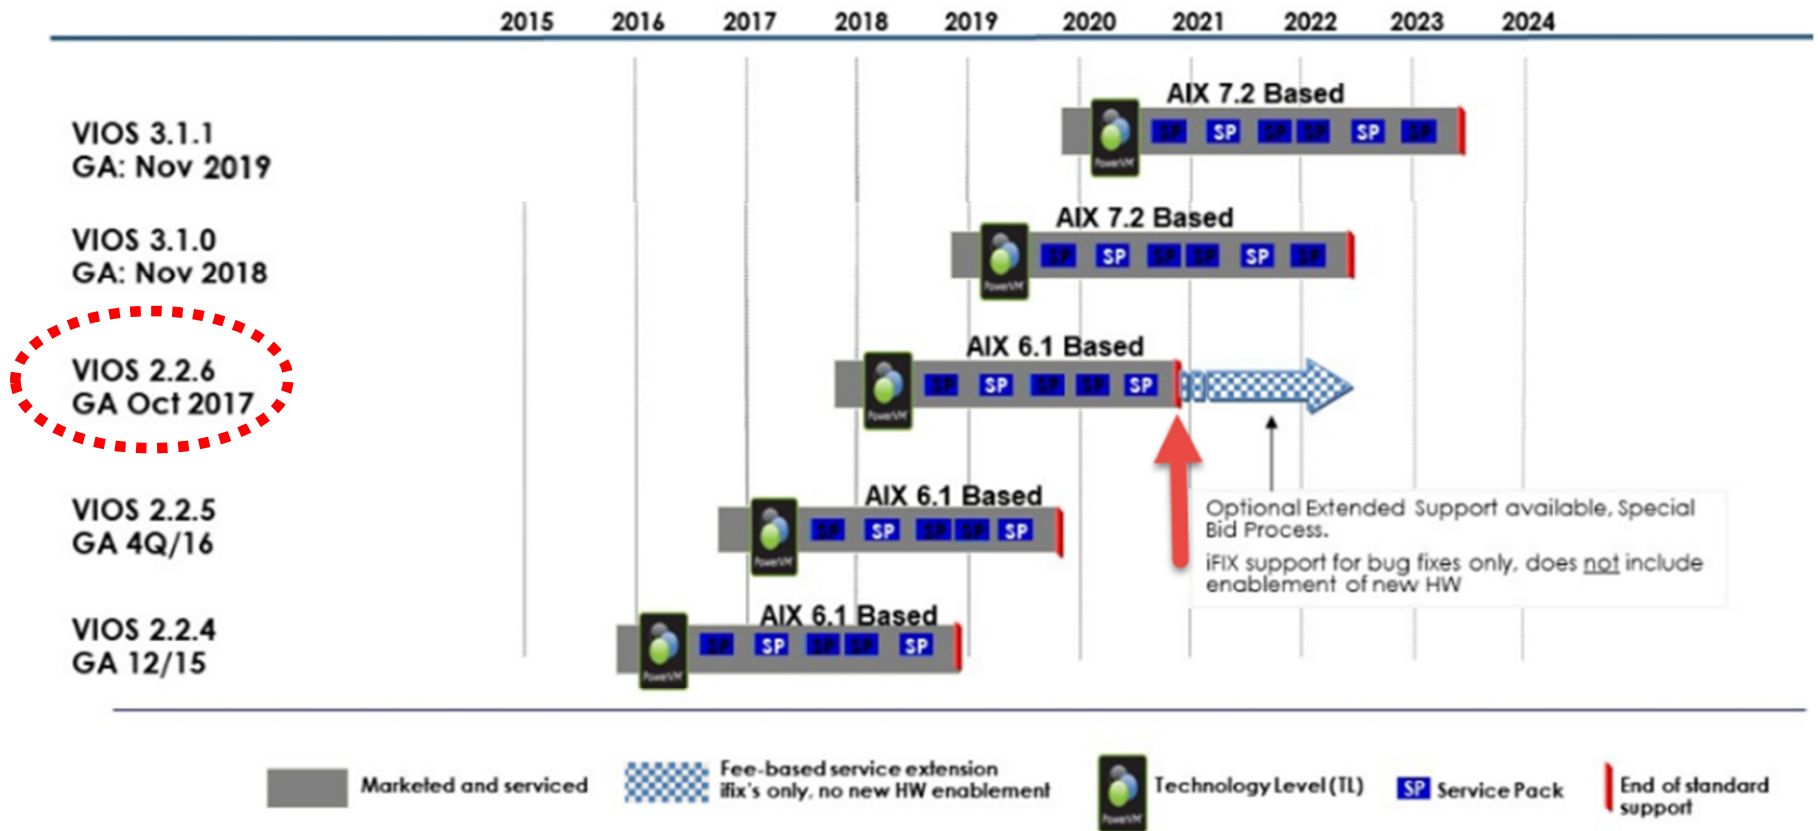 2015 2016 2017 2018 2019 2020 2021 2022 2023 2024
AIX 7.2 Based
VIOS 3.1.1
GA: Nov 2019
PowerVM SP SP SP SP SP SP
AIX 7.2 Based
VIOS 3.1.0
GA: Nov 2018
PowerVM SP SP SP SP SP SP
AIX 6.1 Based
VIOS 2.2.6
GA Oct 2017
PowerVM SP SP SP SP SP
AIX 6.1 Based
VIOS 2.2.5
GA 4Q/16
PowerVM SP SP SP SP SP
Optional Extended Support available, Special
Bid Process.
iFIX support for bug fixes only, does not include
enablement of new HW
AIX 6.1 Based
VIOS 2.2.4
GA 12/15
PowerVM SP SP SP SP SP
Marketed and serviced
Fee-based service extension
ifix's only, no new HW enablement
PowerVM
Technology Level (TL)
SP Service Pack
End of standard
support